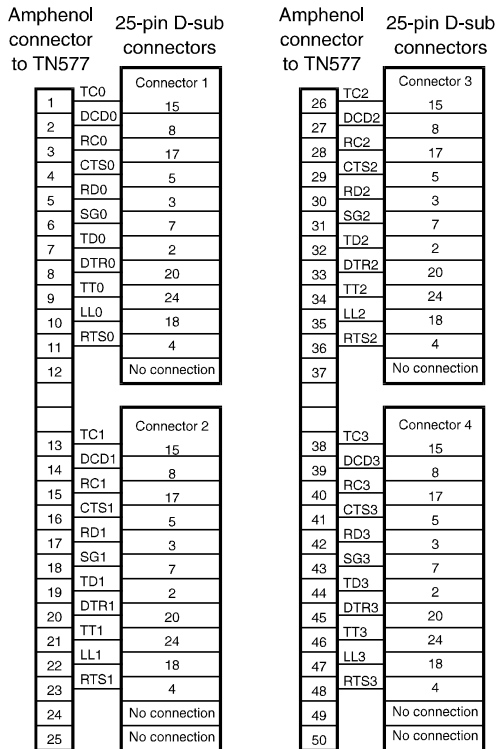 Amphenol
connector
to TN577
25-pin D-sub
connectors
Connector 1
1 TC0 15
2 DCD0 8
3 RC0 17
4 CTS0 5
5 RD0 3
6 SG0 7
7 TD0 2
8 DTR0 20
9 TT0 24
10 LL0 18
11 RTS0 4
12 No connection
Connector 2
13 TC1 15
14 DCD1 8
15 RC1 17
16 CTS1 5
17 RD1 3
18 SG1 7
19 TD1 2
20 DTR1 20
21 TT1 24
22 LL1 18
23 RTS1 4
24 No connection
25 No connection
Amphenol
connector
to TN577
25-pin D-sub
connectors
Connector 3
26 TC2 15
27 DCD2 8
28 RC2 17
29 CTS2 5
30 RD2 3
31 SG2 7
32 TD2 2
33 DTR2 20
34 TT2 24
35 LL2 18
36 RTS2 4
37 No connection
Connector 4
38 TC3 15
39 DCD3 8
40 RC3 17
41 CTS3 5
42 RD3 3
43 SG3 7
44 TD3 2
45 DTR3 20
46 TT3 24
47 LL3 18
48 RTS3 4
49 No connection
50 No connection